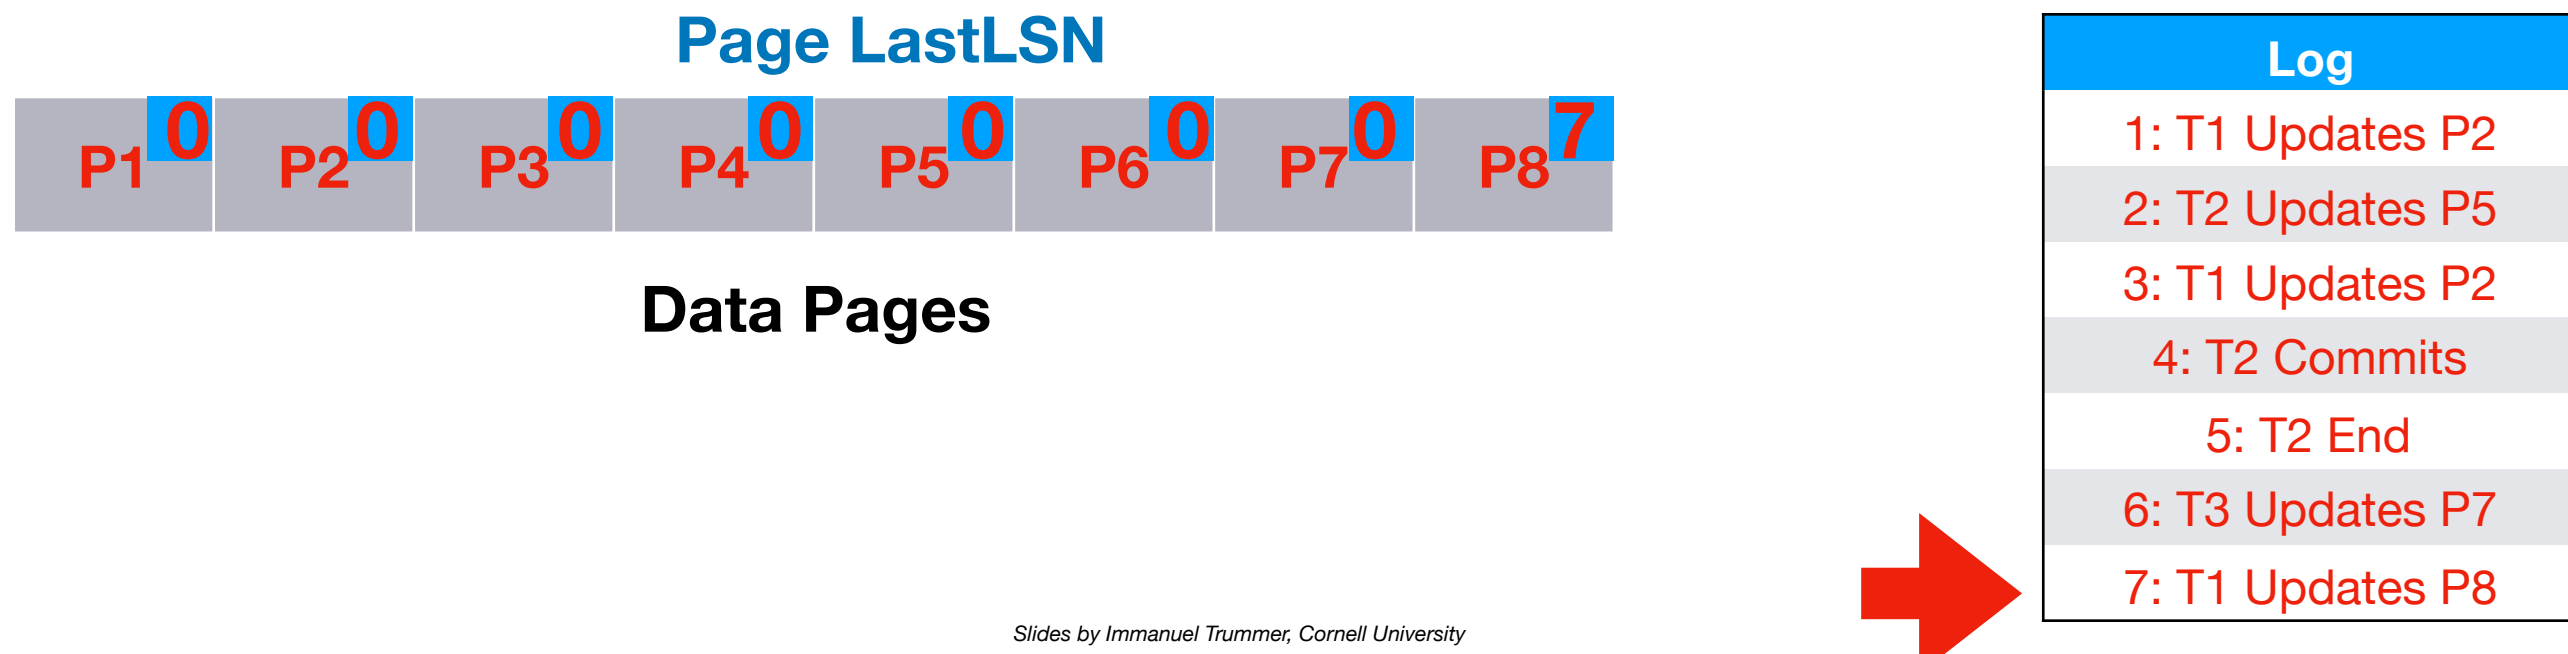 Page LastLSN
P1 0 P2 0 P3 0 P4 0 P5 0 P6 0 P7 0 P8 7
Data Pages
Log
1: T1 Updates P2
2: T2 Updates P5
3: T1 Updates P2
4: T2 Commits
5: T2 End
6: T3 Updates P7
7: T1 Updates P8
Slides by Immanuel Trummer, Cornell University